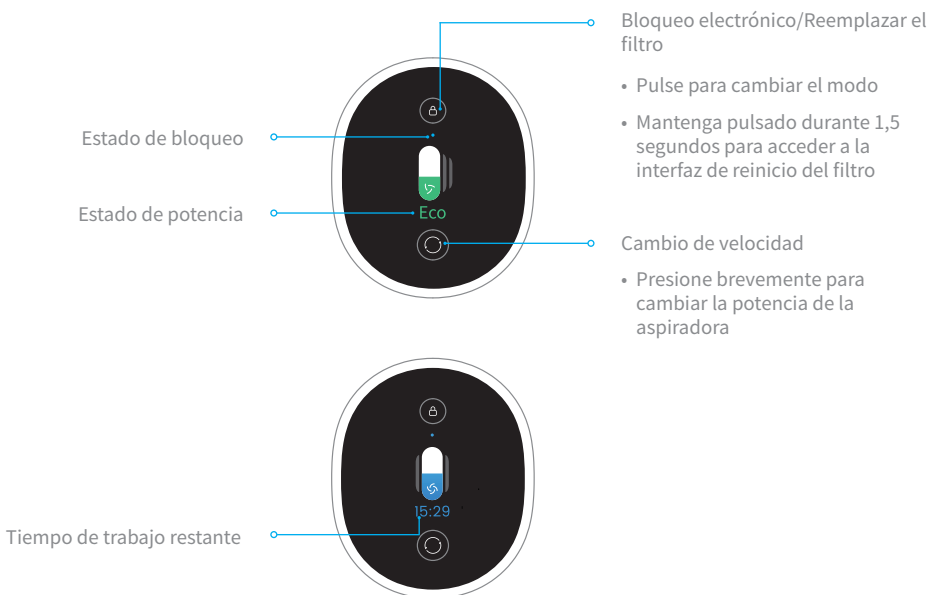 Bloqueo electrónico/Reemplazar el
filtro
• Pulse para cambiar el modo
• Mantenga pulsado durante 1,5
segundos para acceder a la
interfaz de reinicio del filtro
Estado de bloqueo
Estado de potencia
Eco
Cambio de velocidad
• Presione brevemente para
cambiar la potencia de la
aspiradora
15:29
Tiempo de trabajo restante